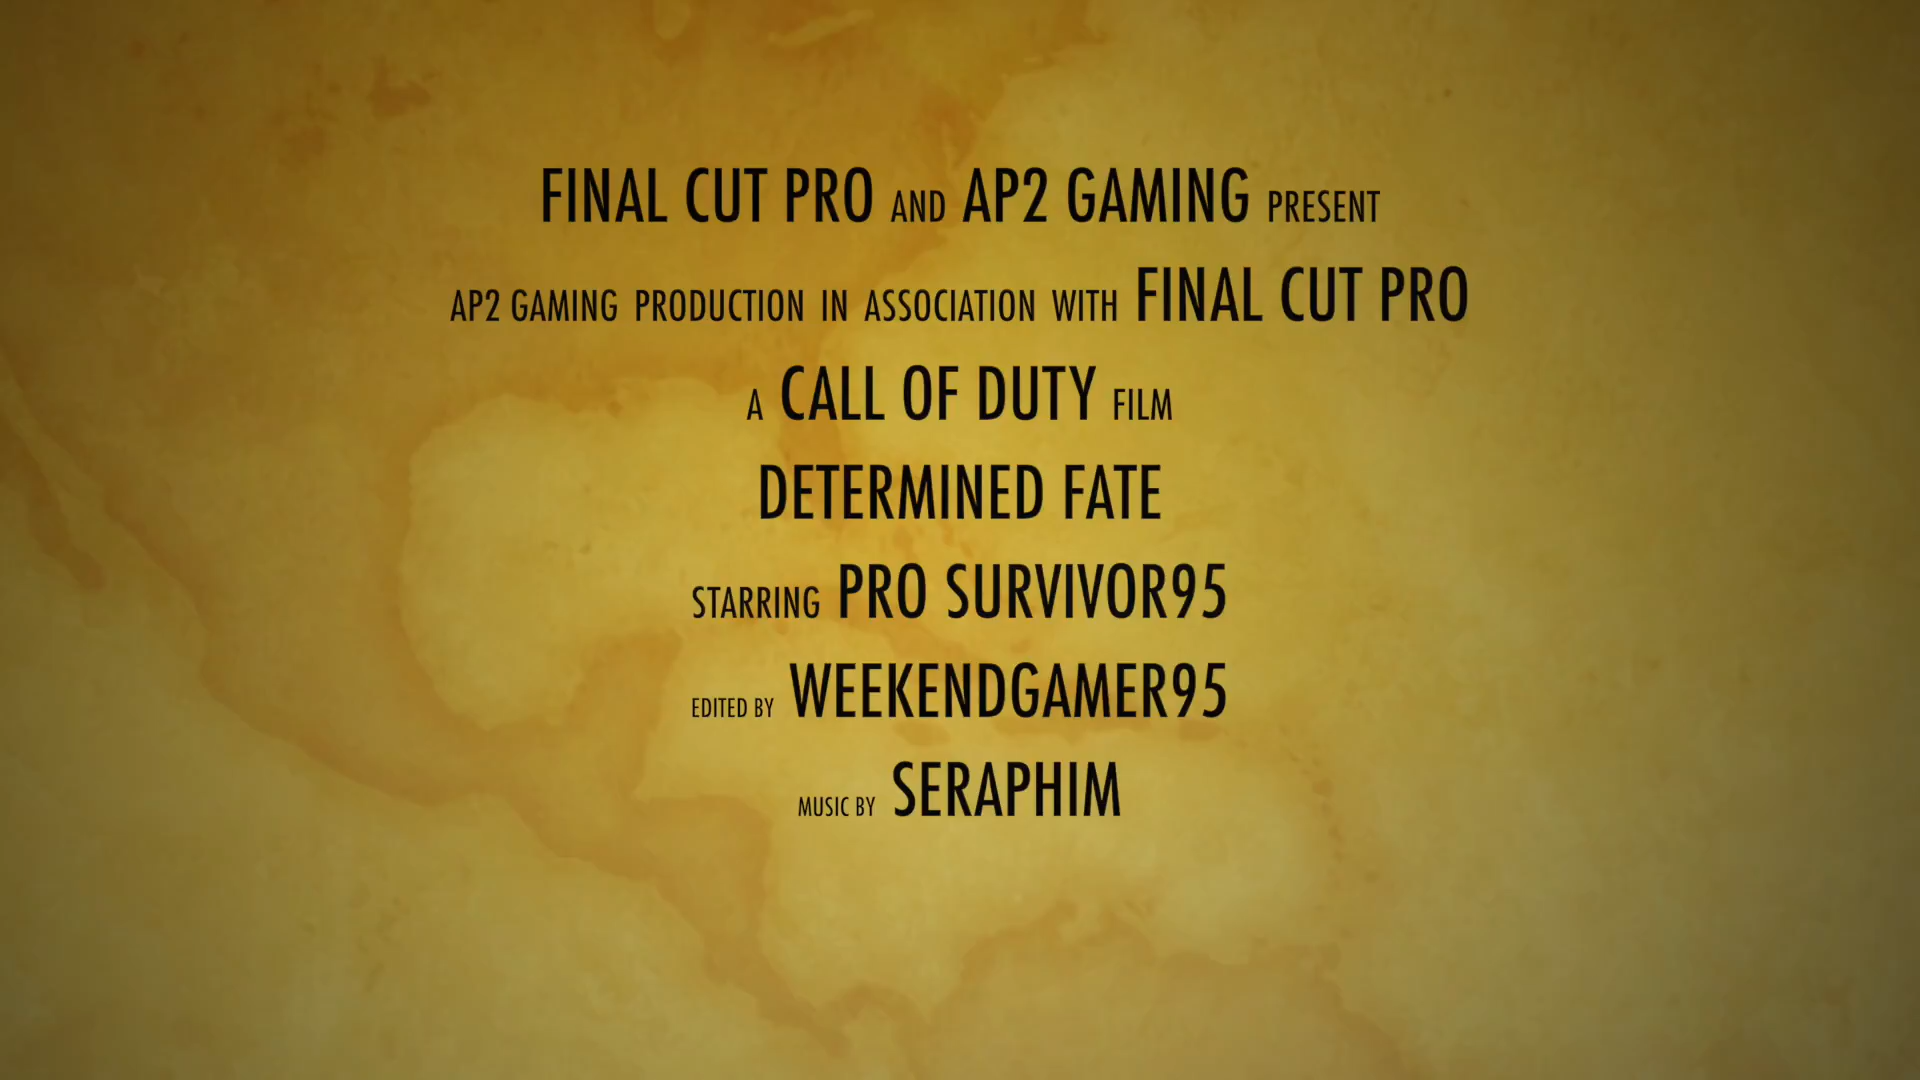 FINAL CUT PRO AND AP2 GAMING PRESENT
AP2 GAMING PRODUCTION IN ASSOCIATION WITH FINAL CUT PRO
A CALL OF DUTY FILM
DETERMINED FATE
STARRING PRO SURVIVOR95
EDITED BY WEEKENDGAMER95
MUSIC BY SERAPHIM